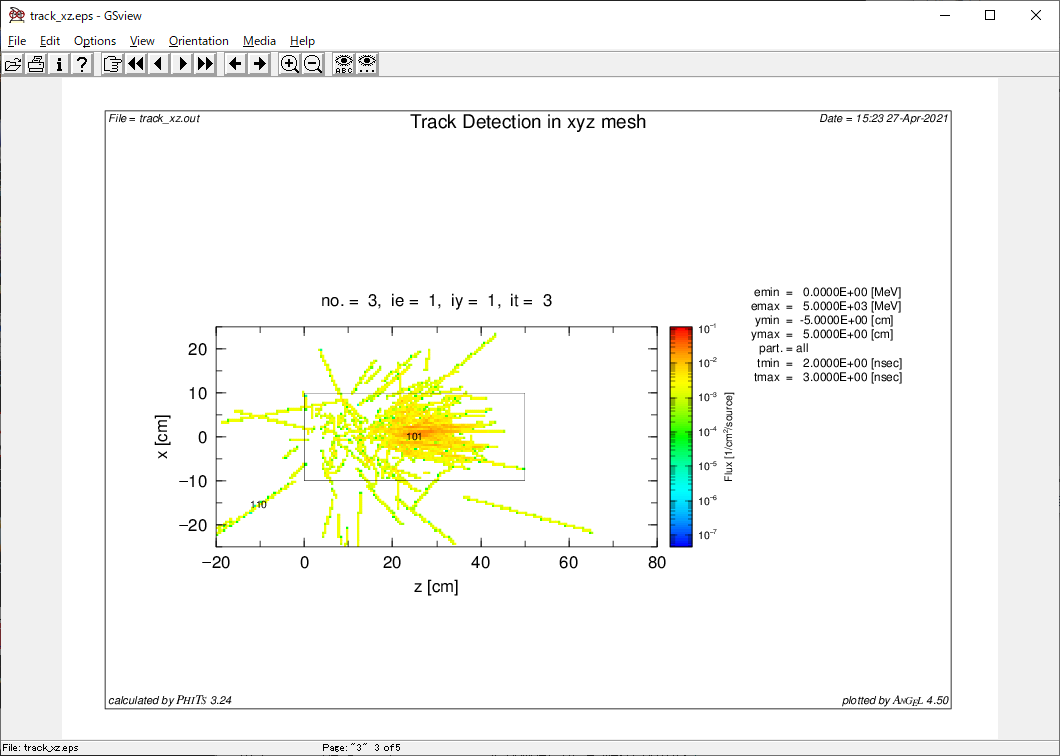 track_xz.eps - GSview
File Edit Options View Orientation Media Help
ABC
File = track_xz.out
Track Detection in xyz mesh
Date = 15:23 27-Apr-2021
no. = 3, ie = 1, iy = 1, it = 3
emin = 0.0000E+00 [MeV]
emax = 5.0000E+03 [MeV]
ymin = -5.0000E+00 [cm]
ymax = 5.0000E+00 [cm]
part. = all
tmin = 2.0000E+00 [nsec]
tmax = 3.0000E+00 [nsec]
20
10
0
−10
−20
x [cm]
101
110
−20 0 20 40 60 80
z [cm]
10⁻¹
10⁻²
10⁻³
10⁻⁴
10⁻⁵
10⁻⁶
10⁻⁷
Flux [1/cm²/source]
calculated by PHITS 3.24
plotted by ANGEL 4.50
File: track_xz.eps
Page: "3" 3 of 5